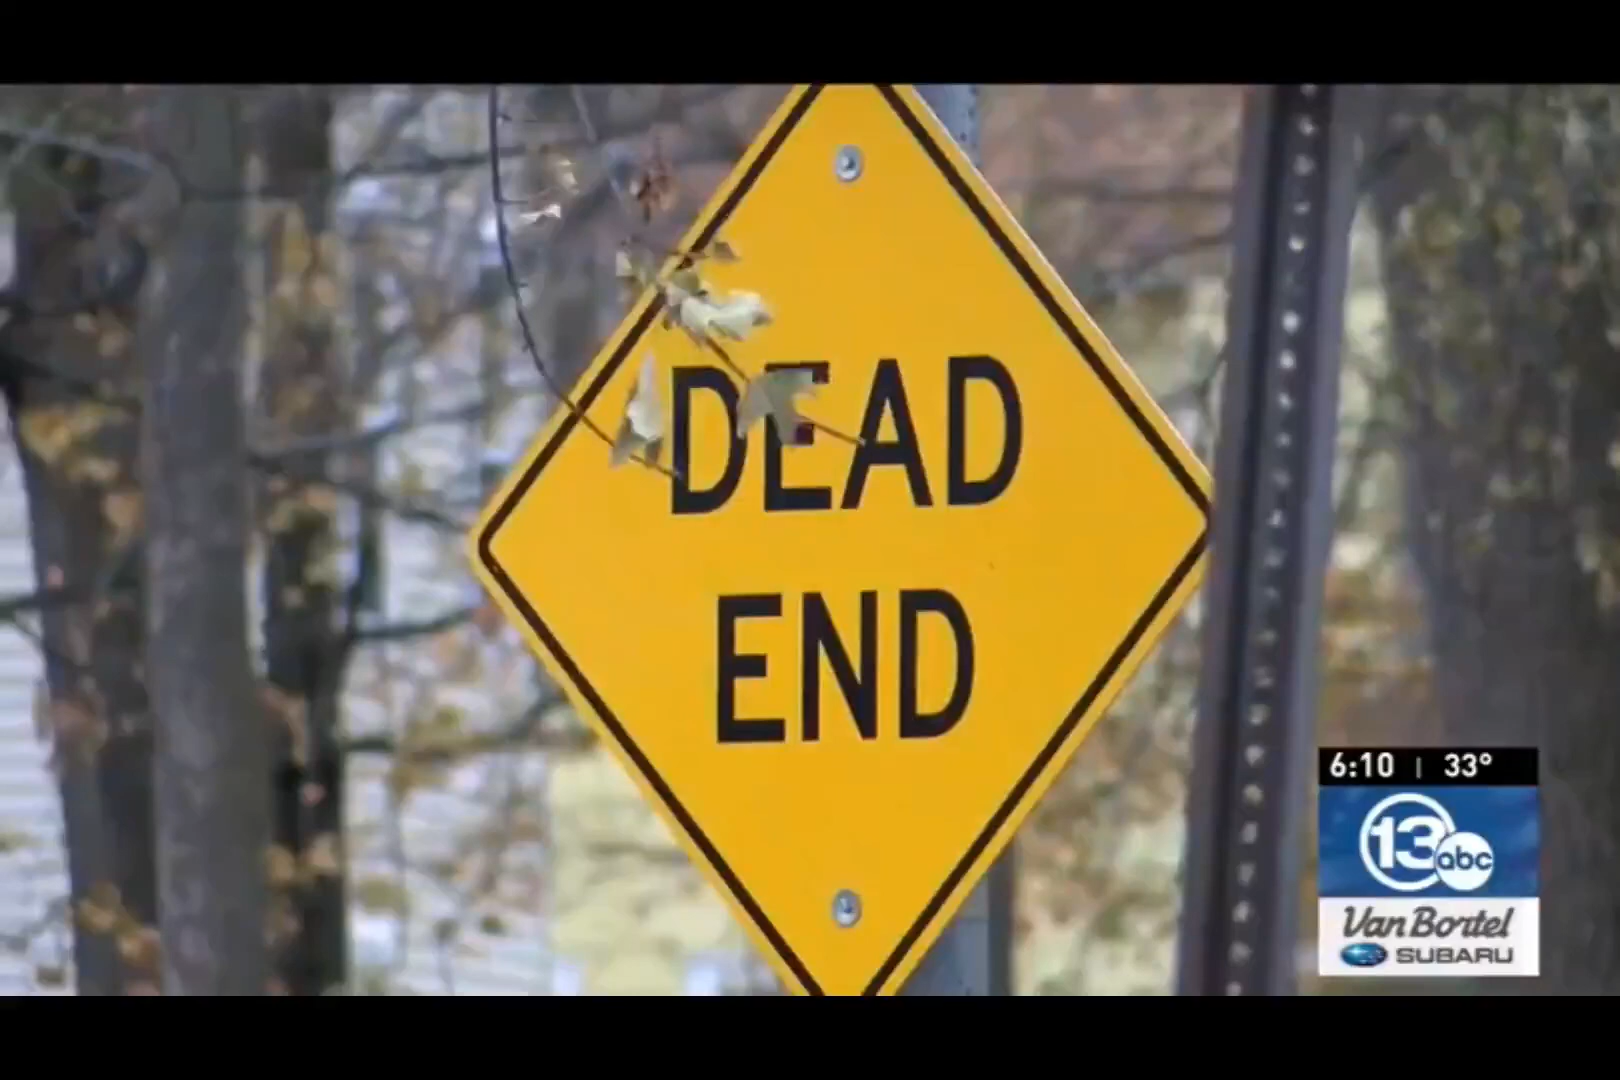 DEAD
END
6:10 | 33°
13 abc
Van Bortel
SUBARU